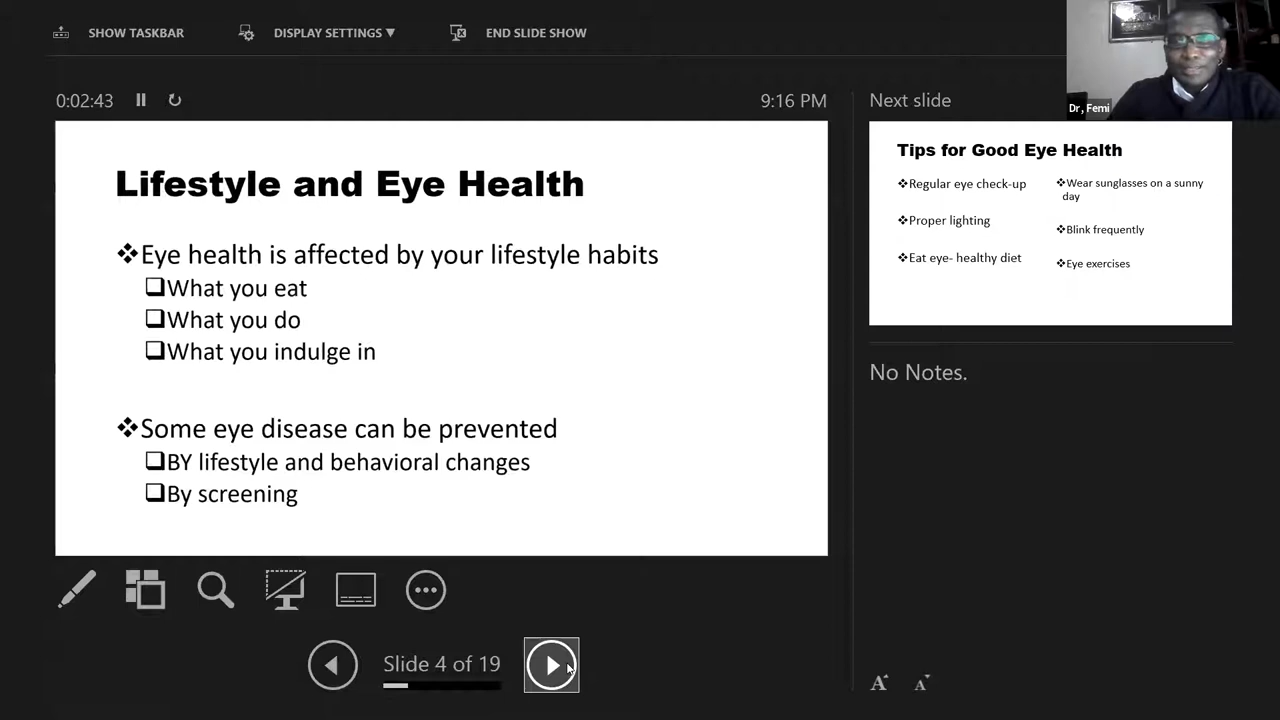 SHOW TASKBAR
DISPLAY SETTINGS ▼
END SLIDE SHOW
0:02:43
9:16 PM
Lifestyle and Eye Health
❖Eye health is affected by your lifestyle habits
❑What you eat
❑What you do
❑What you indulge in
❖Some eye disease can be prevented
❑BY lifestyle and behavioral changes
❑By screening
Slide 4 of 19
Next slide
Dr, Femi
Tips for Good Eye Health
❖Regular eye check-up
❖Proper lighting
❖Eat eye- healthy diet
❖Wear sunglasses on a sunny
day
❖Blink frequently
❖Eye exercises
No Notes.
A A